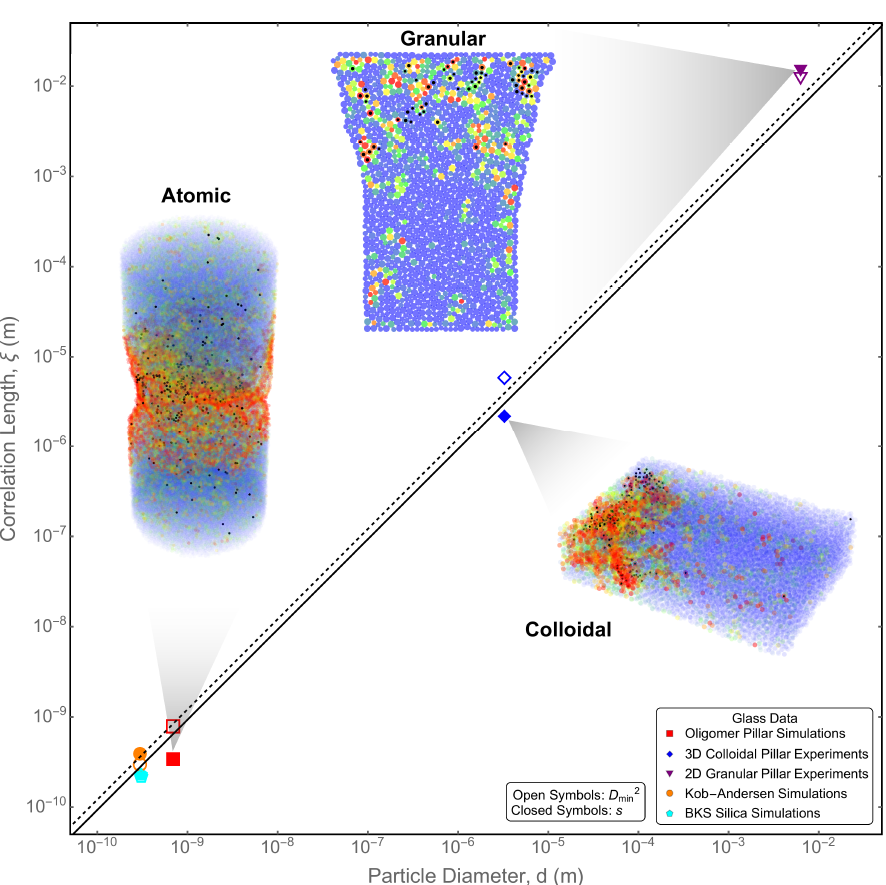 Granular
Atomic
Colloidal
Correlation Length, ξ (m)
10⁻²
10⁻³
10⁻⁴
10⁻⁵
10⁻⁶
10⁻⁷
10⁻⁸
10⁻⁹
10⁻¹⁰
Glass Data
Oligomer Pillar Simulations
3D Colloidal Pillar Experiments
2D Granular Pillar Experiments
Kob–Andersen Simulations
BKS Silica Simulations
Open Symbols: Dmin²
Closed Symbols: s
10⁻¹⁰ 10⁻⁹ 10⁻⁸ 10⁻⁷ 10⁻⁶ 10⁻⁵ 10⁻⁴ 10⁻³ 10⁻²
Particle Diameter, d (m)